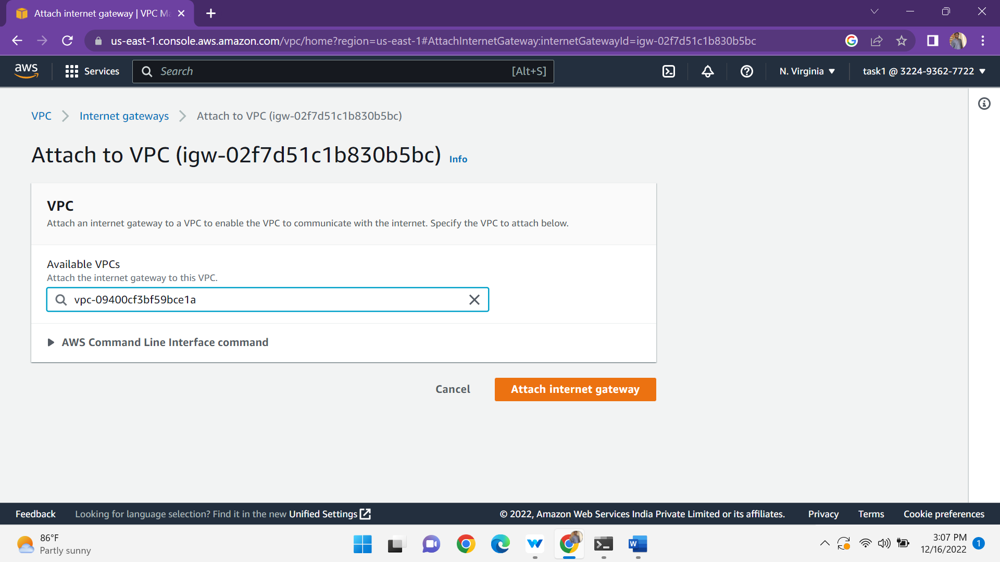 Attach internet gateway | VPC Ma
us-east-1.console.aws.amazon.com/vpc/home?region=us-east-1#AttachInternetGateway:internetGatewayId=igw-02f7d51c1b830b5bc
aws Services Search [Alt+S] N. Virginia task1 @ 3224-9362-7722
VPC Internet gateways Attach to VPC (igw-02f7d51c1b830b5bc)
Attach to VPC (igw-02f7d51c1b830b5bc) Info
VPC
Attach an internet gateway to a VPC to enable the VPC to communicate with the internet. Specify the VPC to attach below.
Available VPCs
Attach the internet gateway to this VPC.
vpc-09400cf3bf59bce1a
AWS Command Line Interface command
Cancel Attach internet gateway
Feedback Looking for language selection? Find it in the new Unified Settings © 2022, Amazon Web Services India Private Limited or its affiliates. Privacy Terms Cookie preferences
86°F
Partly sunny
3:07 PM
12/16/2022
1